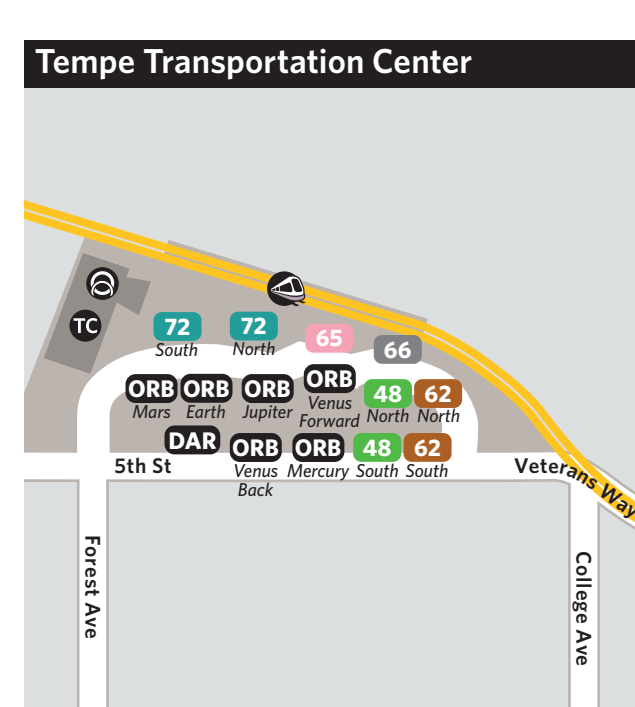 Tempe Transportation Center
TC
72
South
72
North
65
66
ORB
Mars
ORB
Earth
ORB
Jupiter
ORB
Venus
Forward
48
North
62
North
DAR
ORB
Venus
Back
ORB
Mercury
48
South
62
South
5th St
Veterans Way
Forest Ave
College Ave